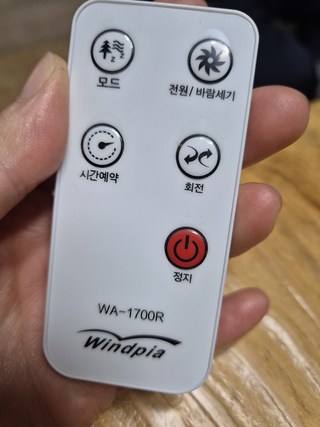 모드
전원/ 바람세기
시간예약
회전
정지
WA-1700R
Windpia